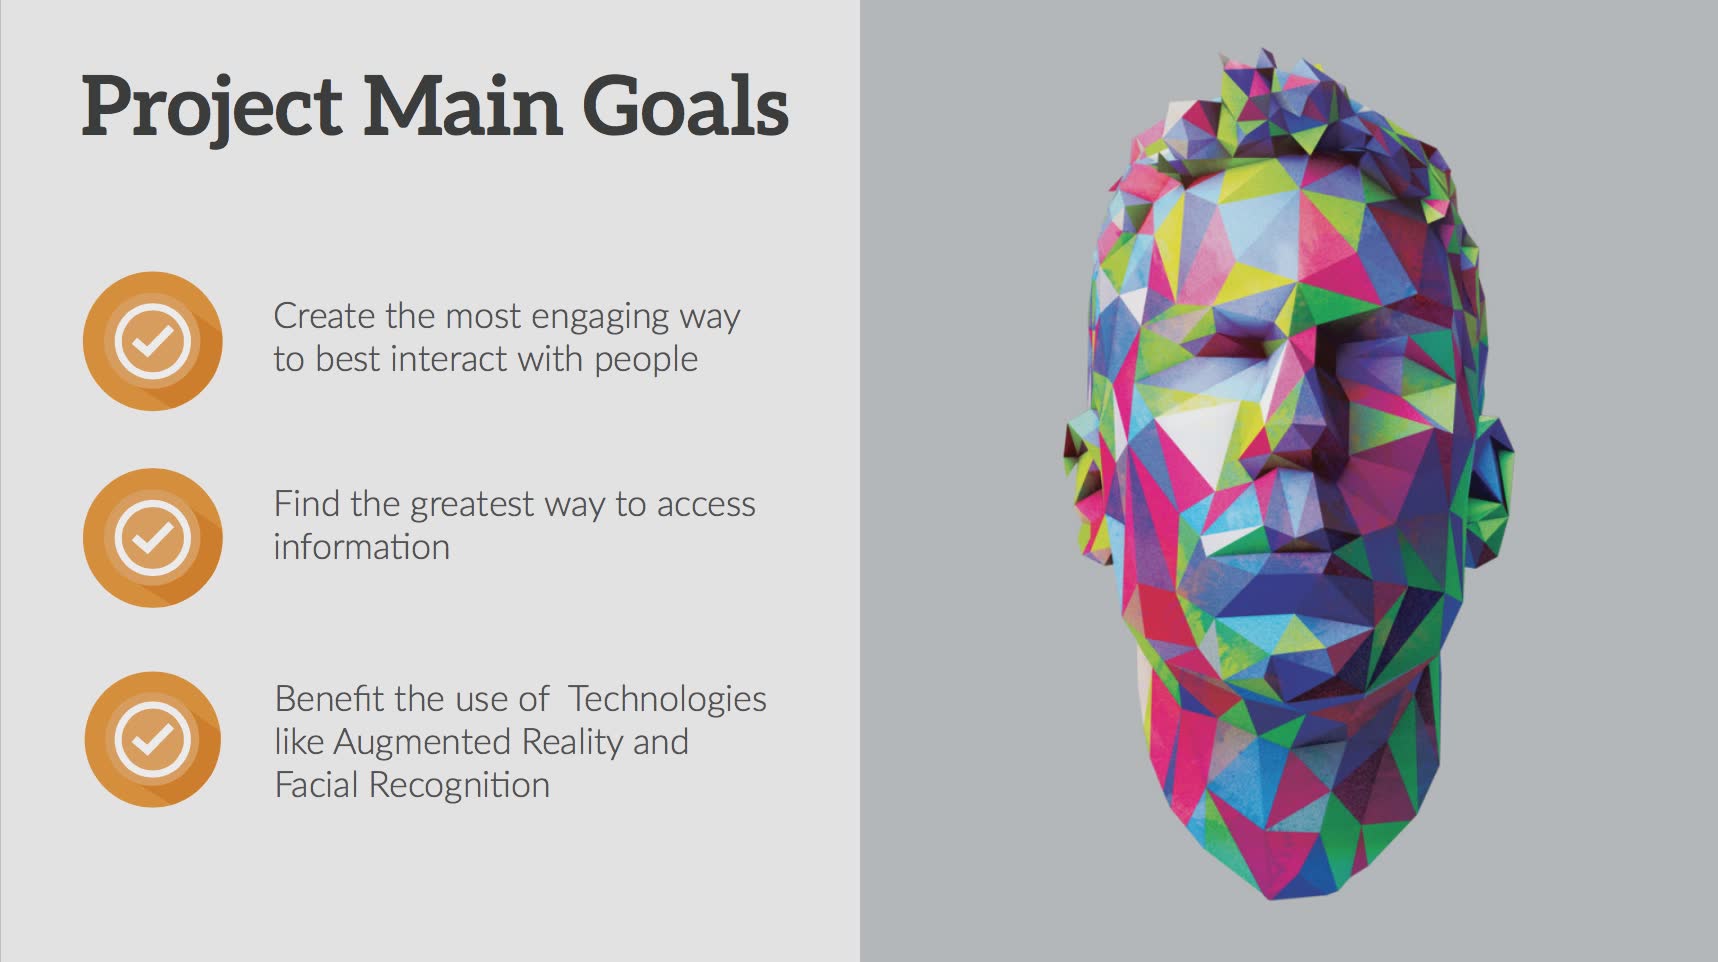 Project Main Goals
Create the most engaging way
to best interact with people
Find the greatest way to access
information
Benefit the use of  Technologies
like Augmented Reality and
Facial Recognition